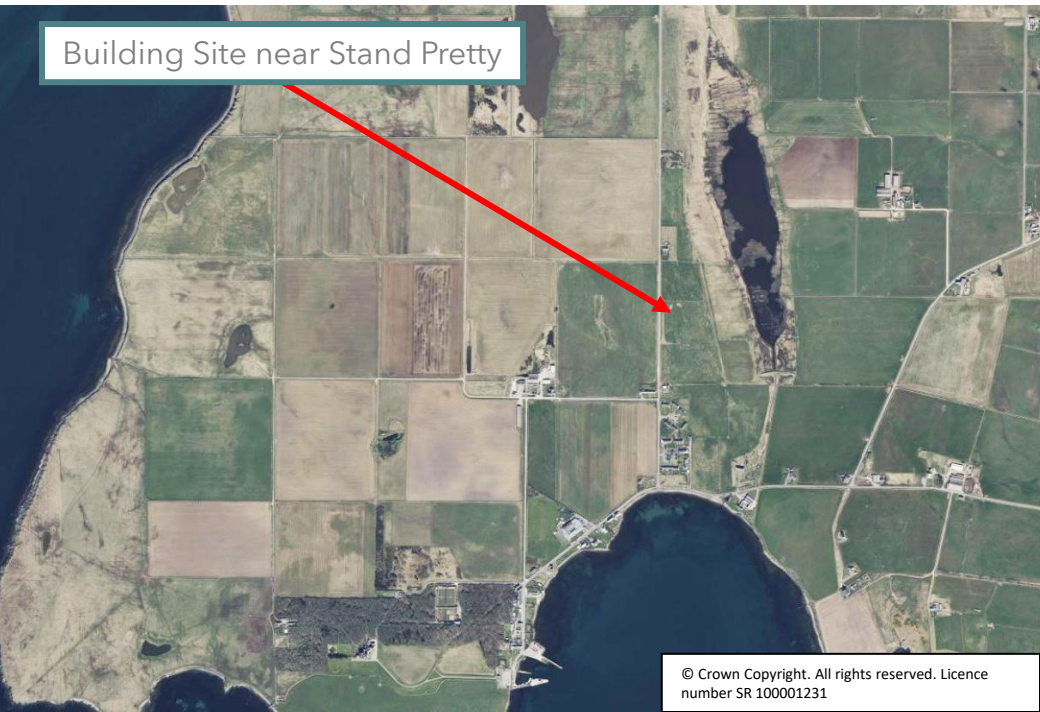 Building Site near Stand Pretty
© Crown Copyright. All rights reserved. Licence
number SR 100001231